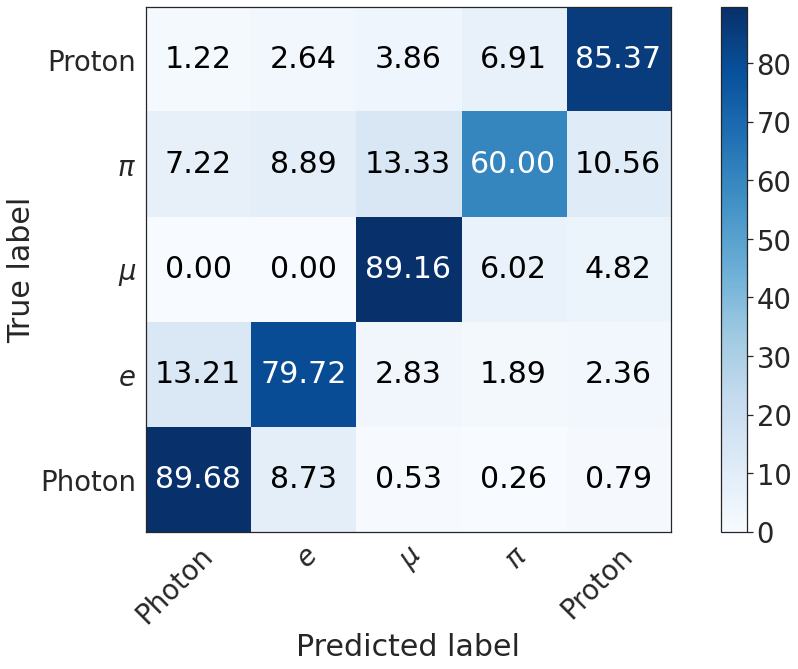 Proton 1.22 2.64 3.86 6.91 85.37
π 7.22 8.89 13.33 60.00 10.56
μ 0.00 0.00 89.16 6.02 4.82
e 13.21 79.72 2.83 1.89 2.36
Photon 89.68 8.73 0.53 0.26 0.79
Photon e μ π Proton
Predicted label
True label
80
70
60
50
40
30
20
10
0